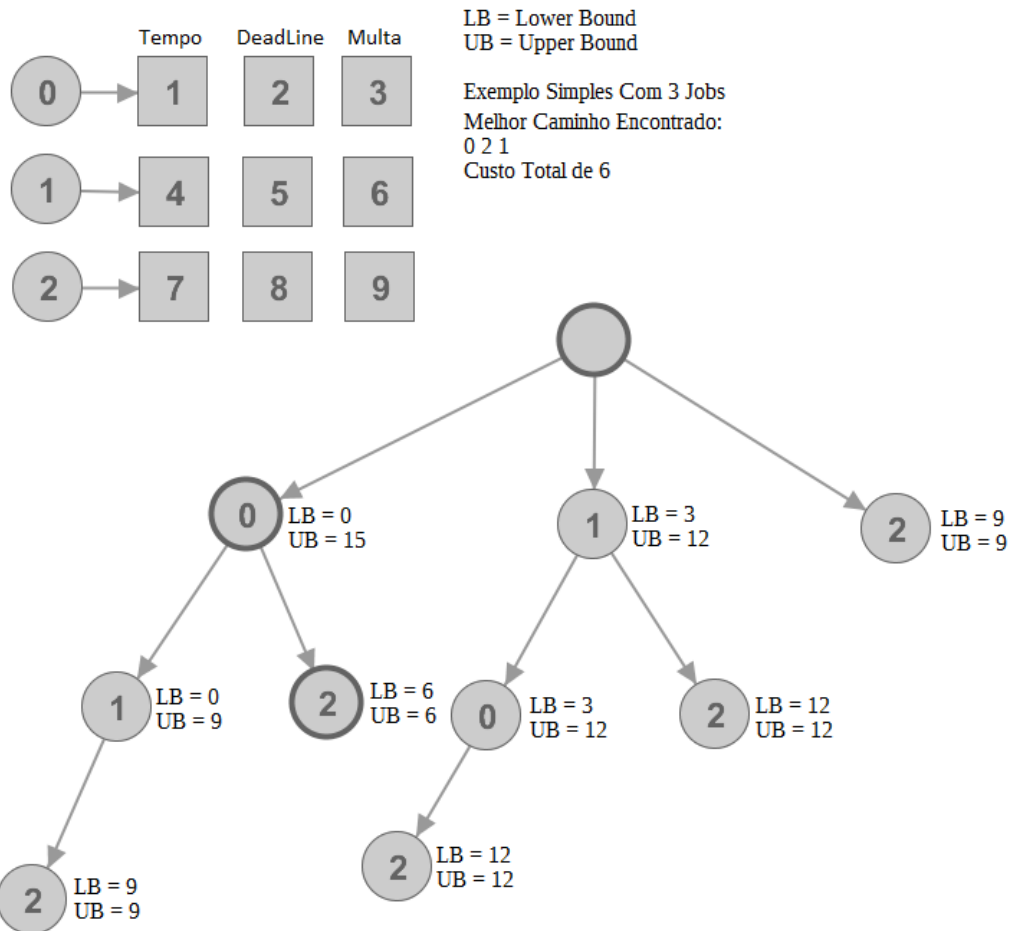 LB = Lower Bound
UB = Upper Bound
Tempo DeadLine Multa
0 1 2 3
Exemplo Simples Com 3 Jobs
Melhor Caminho Encontrado:
0 2 1
Custo Total de 6
1 4 5 6
2 7 8 9
0 LB = 0
UB = 15
1 LB = 3
UB = 12
2 LB = 9
UB = 9
1 LB = 0
UB = 9
2 LB = 6
UB = 6
0 LB = 3
UB = 12
2 LB = 12
UB = 12
2 LB = 12
UB = 12
2 LB = 9
UB = 9